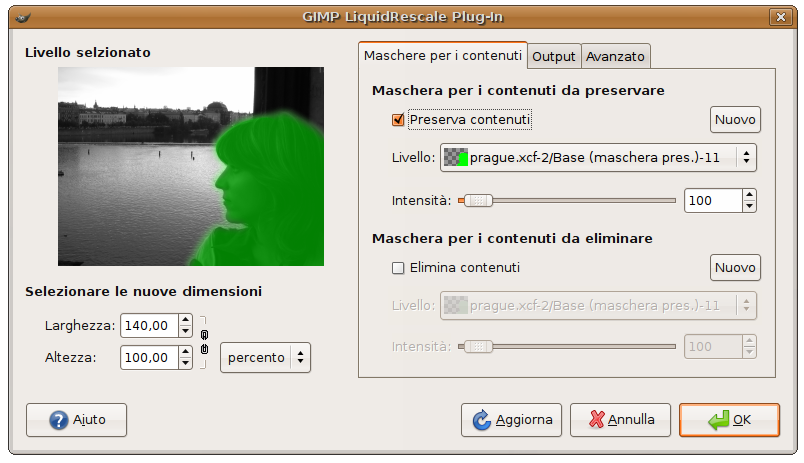 GIMP LiquidRescale Plug-In
Livello selzionato
Maschere per i contenuti
Output
Avanzato
Maschera per i contenuti da preservare
Preserva contenuti
Nuovo
Livello: prague.xcf-2/Base (maschera pres.)-11
Intensità: 100
Maschera per i contenuti da eliminare
Elimina contenuti
Nuovo
Livello: prague.xcf-2/Base (maschera pres.)-11
Intensità: 100
Selezionare le nuove dimensioni
Larghezza: 140,00
Altezza: 100,00
percento
Aiuto
Aggiorna
Annulla
OK